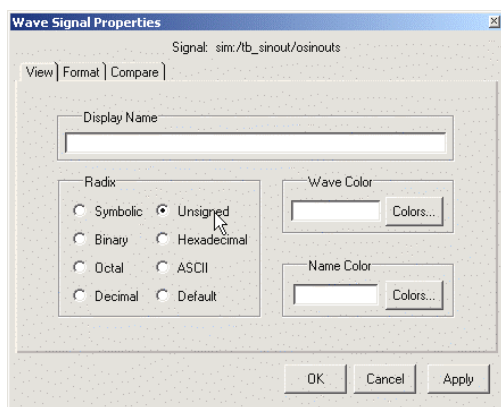 Wave Signal Properties
Signal: sim:/tb_sinout/osinouts
View Format Compare
Display Name
Radix
Symbolic Unsigned
Binary Hexadecimal
Octal ASCII
Decimal Default
Wave Color
Colors...
Name Color
Colors...
OK Cancel Apply